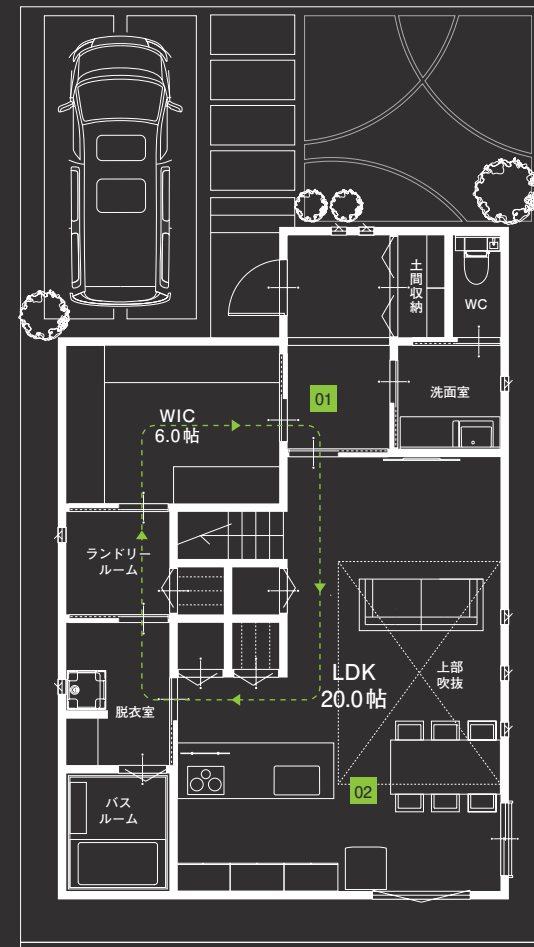 土間収納
WC
01
洗面室
WIC
6.0帖
ランドリー
ルーム
LDK
20.0帖
上部
吹抜
脱衣室
02
バス
ルーム